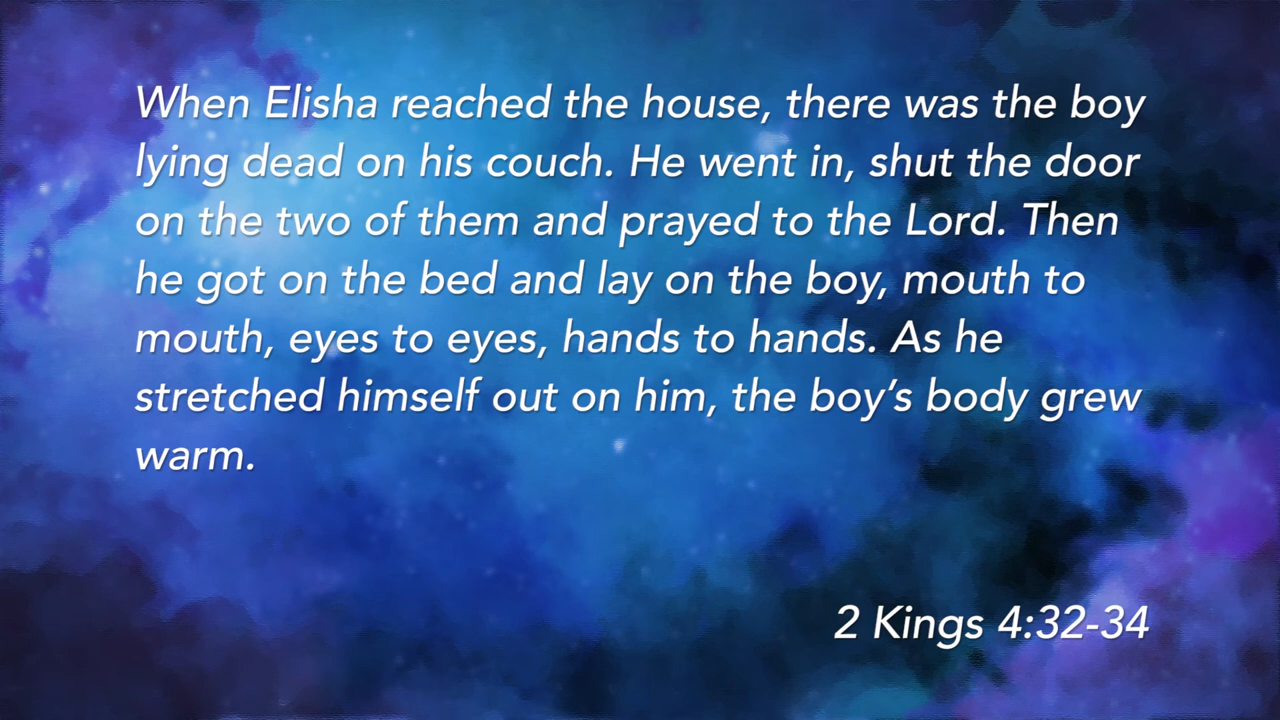 When Elisha reached the house, there was the boy
lying dead on his couch. He went in, shut the door
on the two of them and prayed to the Lord. Then
he got on the bed and lay on the boy, mouth to
mouth, eyes to eyes, hands to hands. As he
stretched himself out on him, the boy’s body grew
warm.
2 Kings 4:32-34